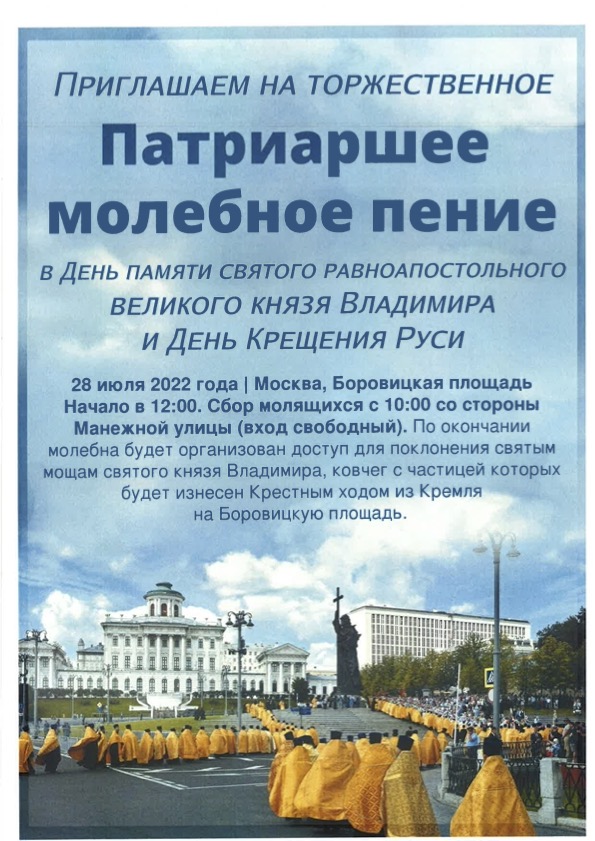 Приглашаем на торжественное
Патриаршее
молебное пение
в День памяти святого равноапостольного
великого князя Владимира
и День Крещения Руси
28 июля 2022 года | Москва, Боровицкая площадь
Начало в 12:00. Сбор молящихся с 10:00 со стороны
Манежной улицы (вход свободный). По окончании
молебна будет организован доступ для поклонения святым
мощам святого князя Владимира, ковчег с частицей которых
будет изнесен Крестным ходом из Кремля
на Боровицкую площадь.